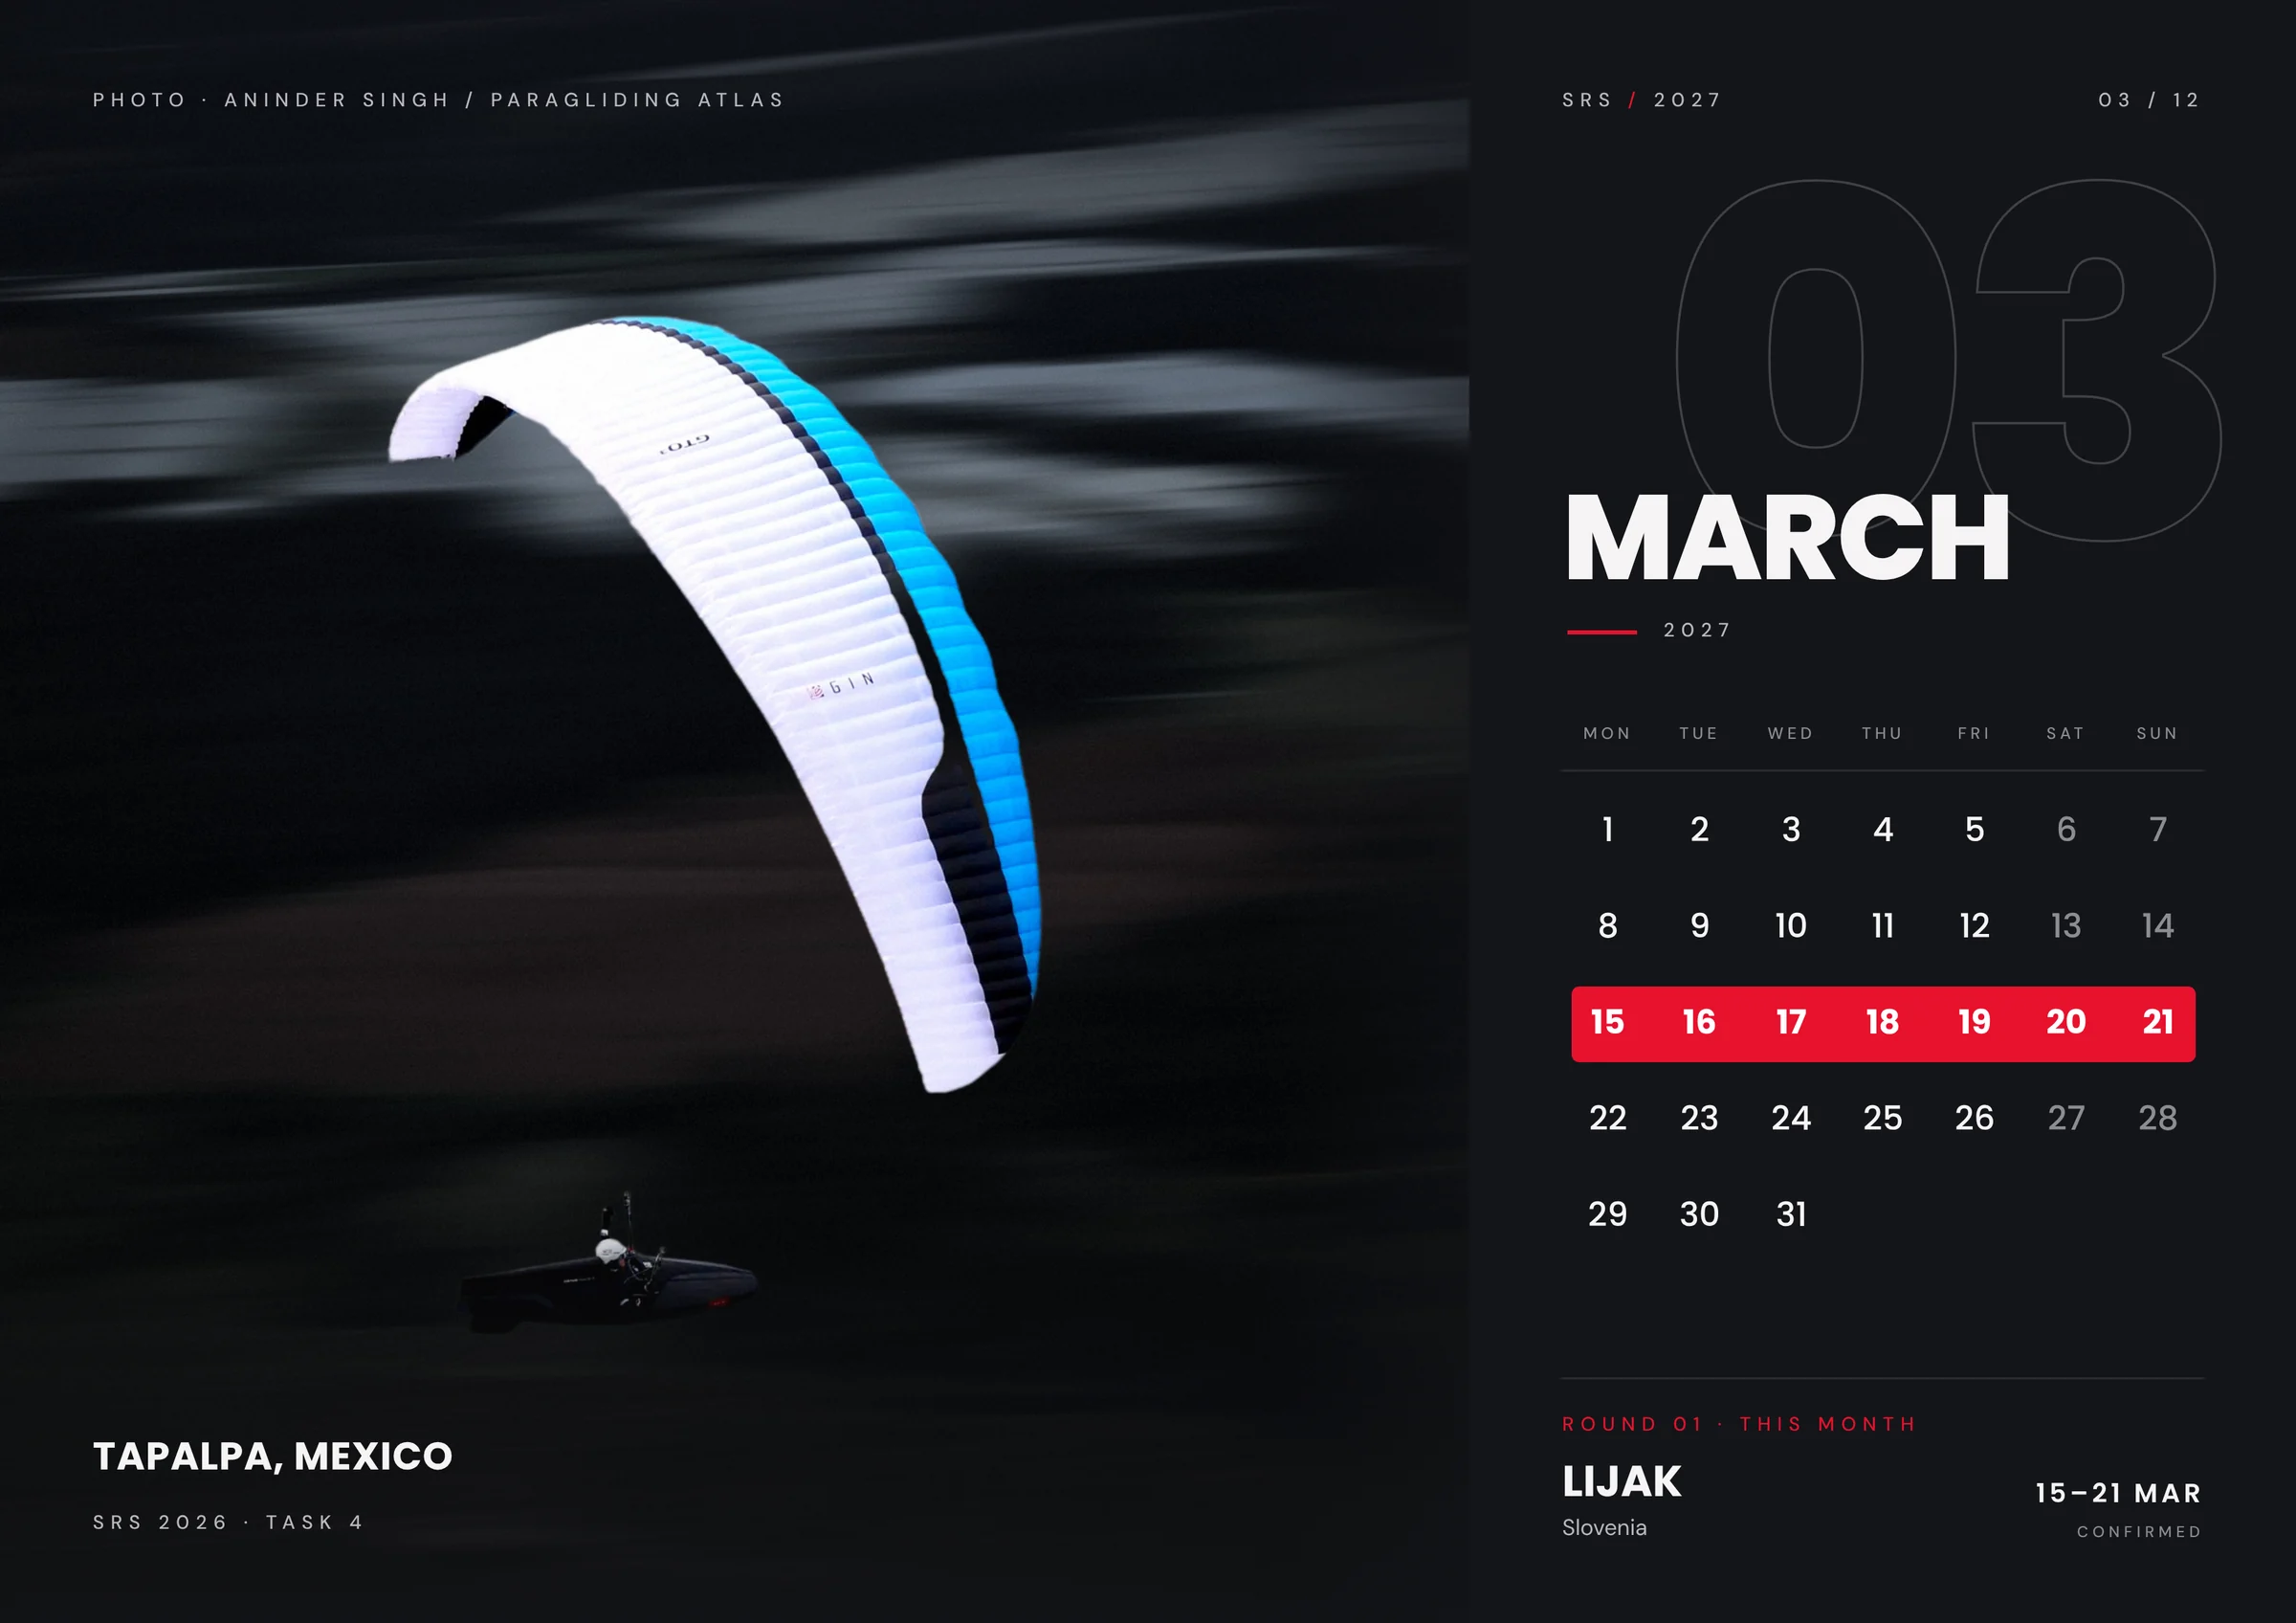 PHOTO · ANINDER SINGH / PARAGLIDING ATLAS
GTO³
GIN
TAPALPA, MEXICO
SRS 2026 · TASK 4
SRS / 2027
03 / 12
03
MARCH
2027
MON TUE WED THU FRI SAT SUN
1 2 3 4 5 6 7
8 9 10 11 12 13 14
15 16 17 18 19 20 21
22 23 24 25 26 27 28
29 30 31
ROUND 01 · THIS MONTH
LIJAK
Slovenia
15–21 MAR
CONFIRMED